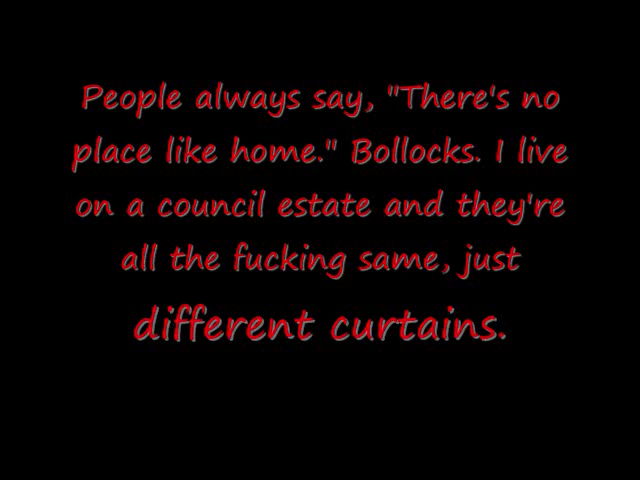 People always say, "There's no
place like home." Bollocks. I live
on a council estate and they're
all the fucking same, just
different curtains.